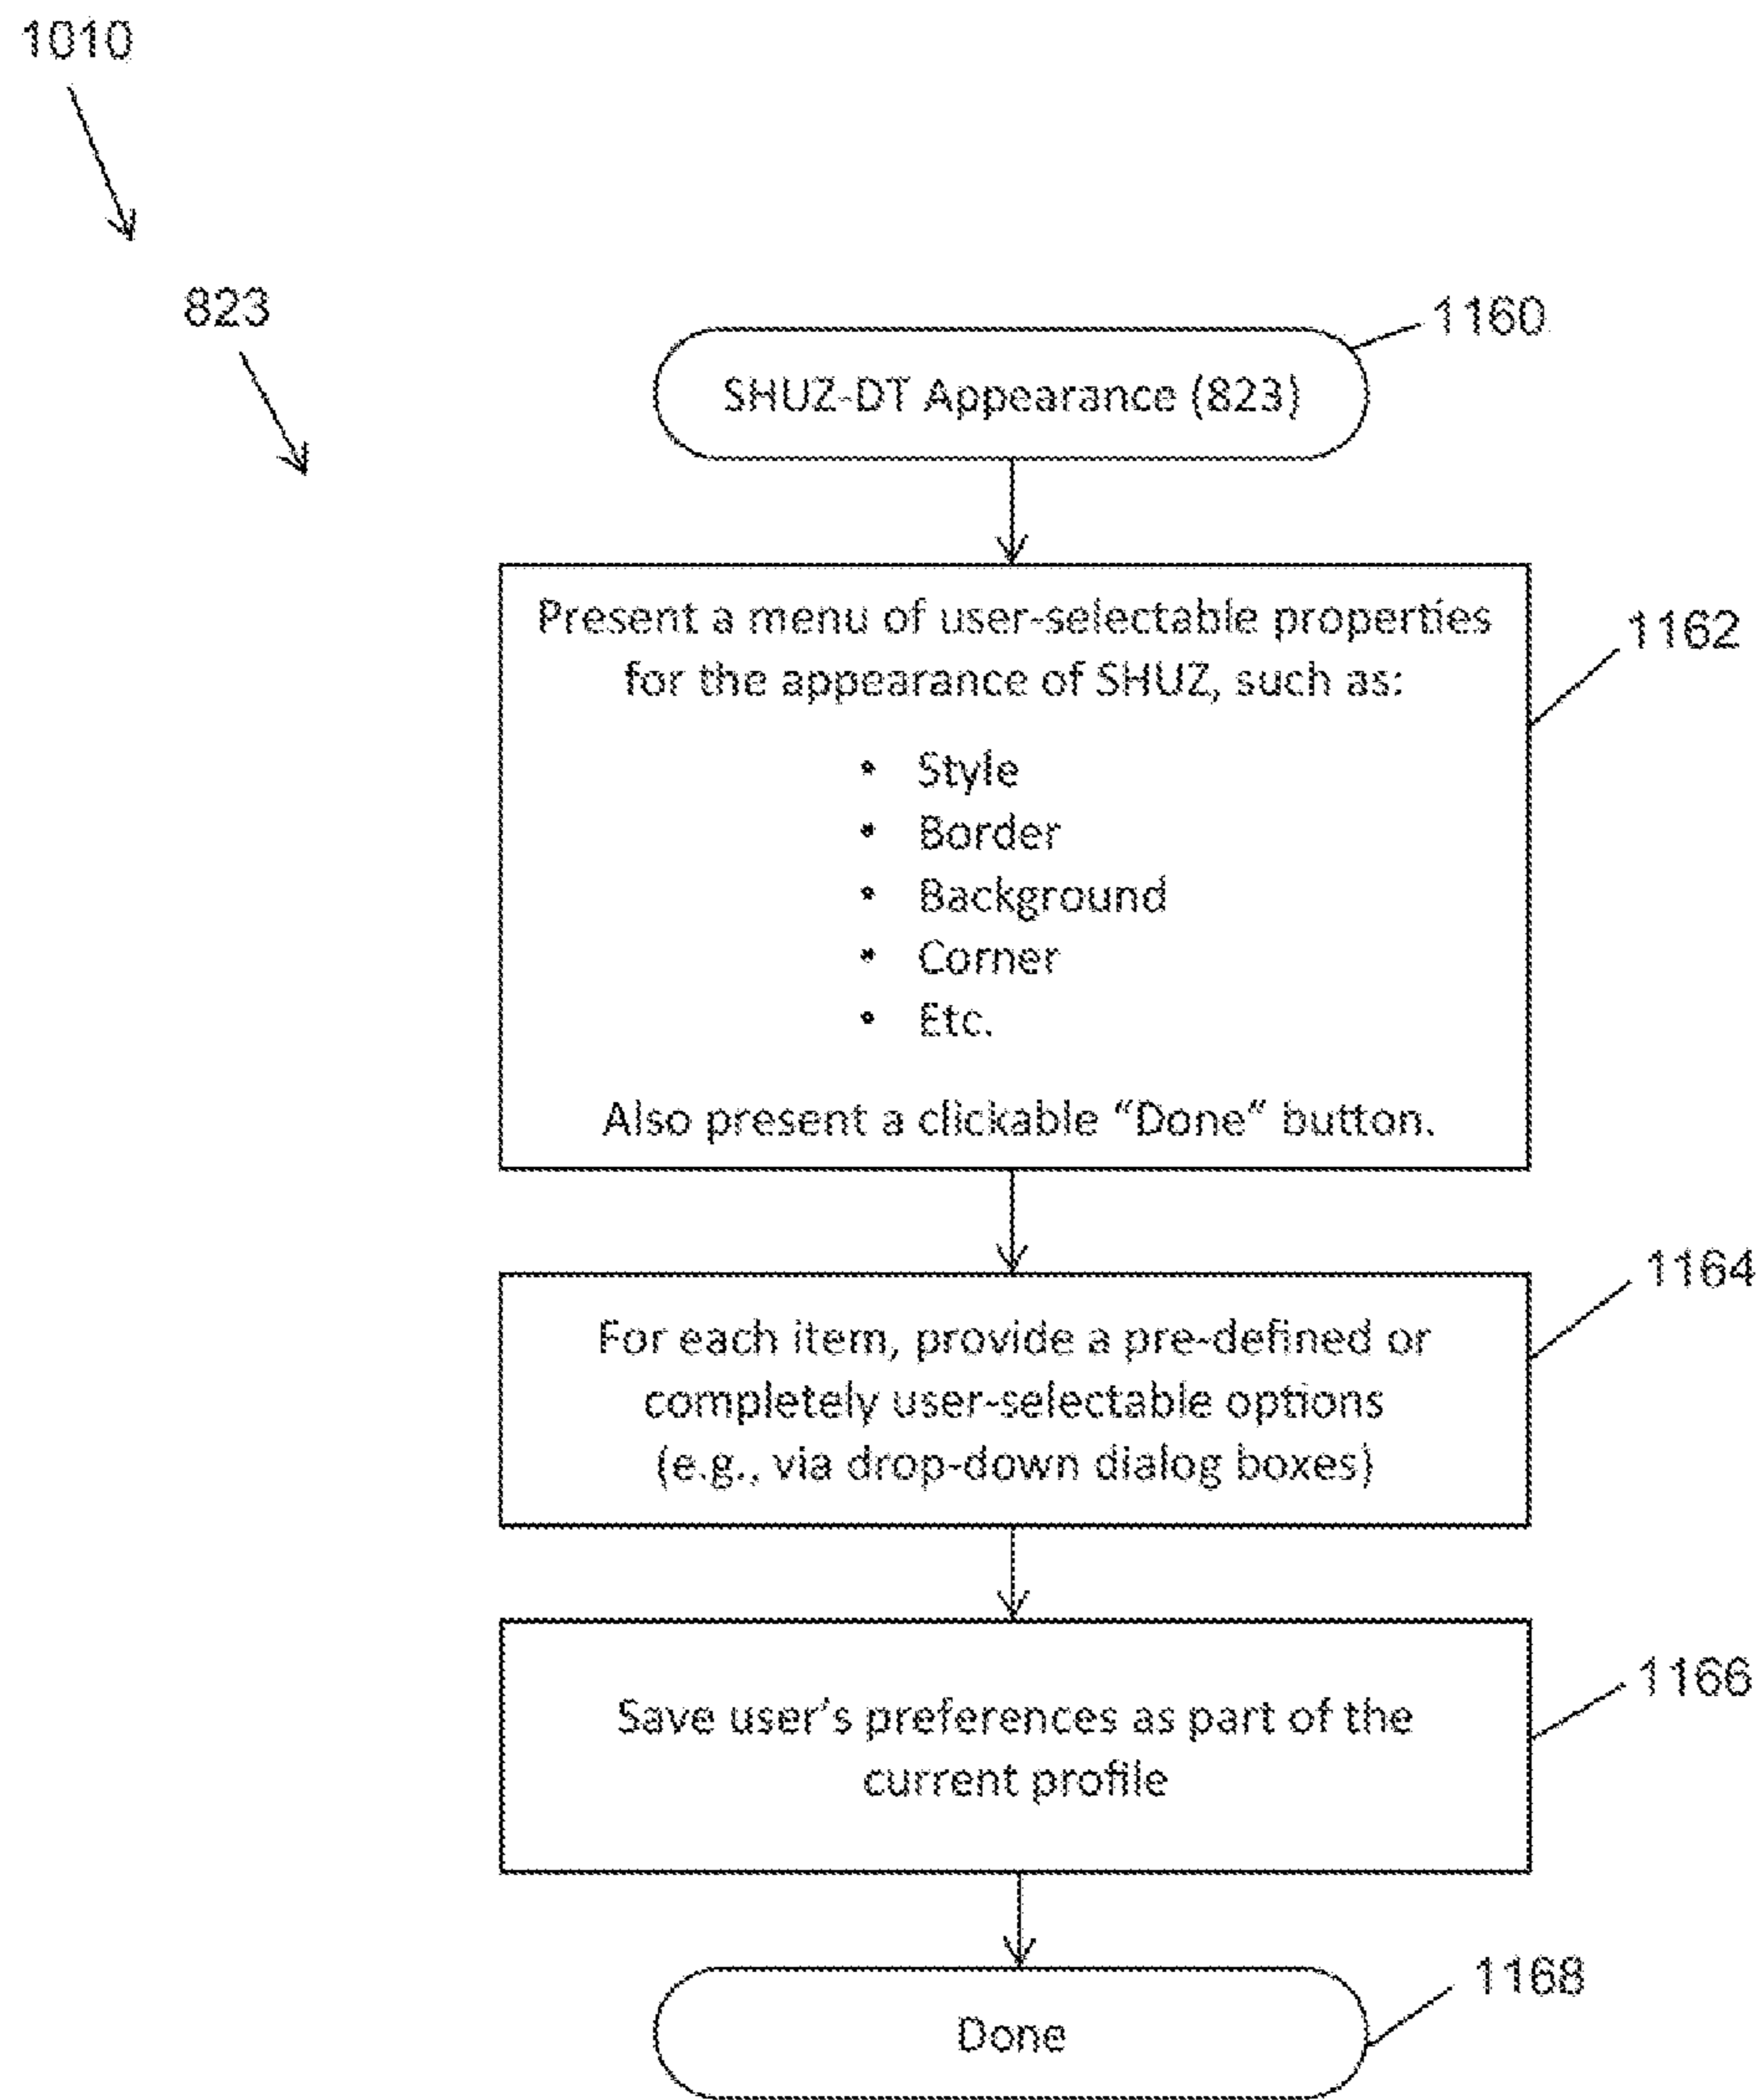 1010
823
1160
SHUZ-DT Appearance (823)
Present a menu of user-selectable properties
for the appearance of SHUZ, such as:
1162
• Style
• Border
• Background
• Corner
• Etc.
Also present a clickable “Done” button.
1164
For each item, provide a pre-defined or
completely user-selectable options
(e.g., via drop-down dialog boxes)
1166
Save user’s preferences as part of the
current profile
1168
Done